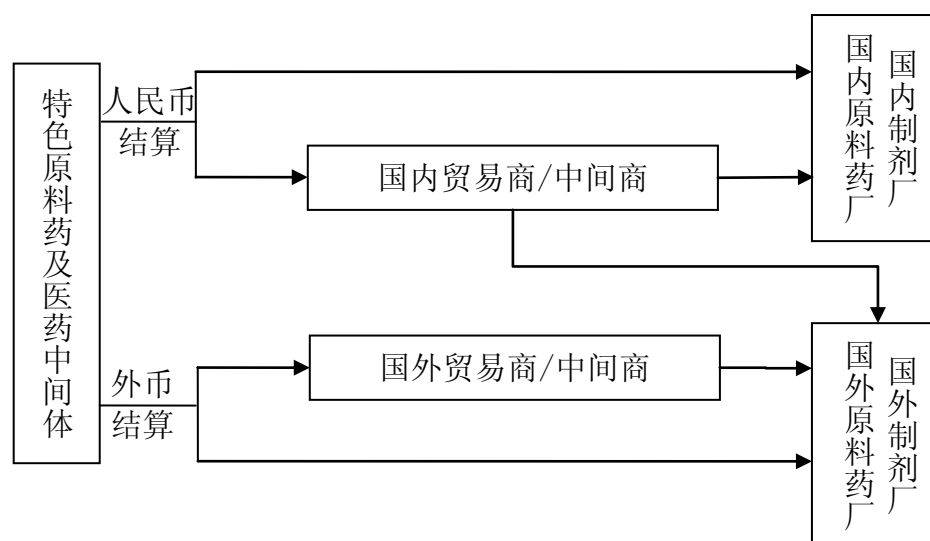 特色原料药及医药中间体
人民币
结算
国内贸易商/中间商
国内原料药厂
国内制剂厂
外币
结算
国外贸易商/中间商
国外原料药厂
国外制剂厂